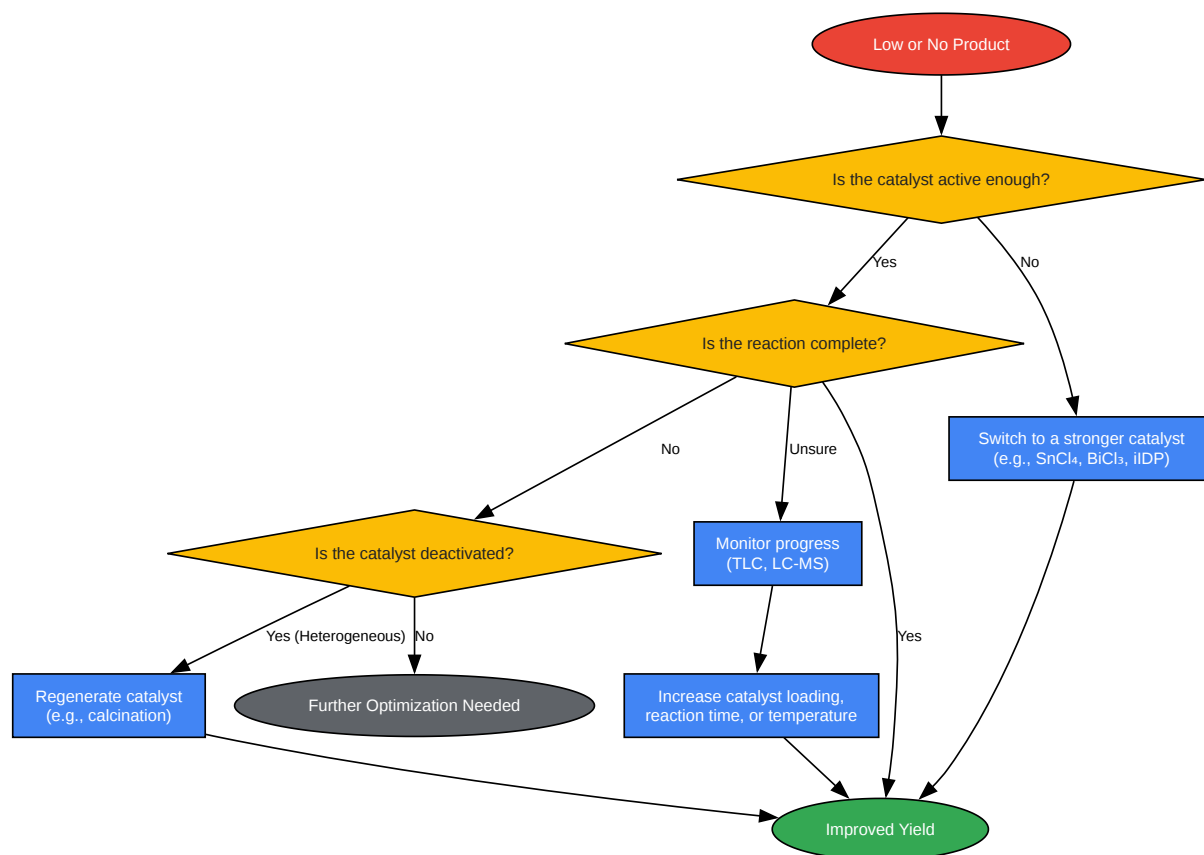 Low or No Product
Is the catalyst active enough?
Yes
No
Is the reaction complete?
No
Unsure
Yes
Switch to a stronger catalyst
(e.g., SnCl₄, BiCl₃, iIDP)
Is the catalyst deactivated?
Monitor progress
(TLC, LC-MS)
Yes (Heterogeneous)
No
Regenerate catalyst
(e.g., calcination)
Further Optimization Needed
Increase catalyst loading,
reaction time, or temperature
Improved Yield